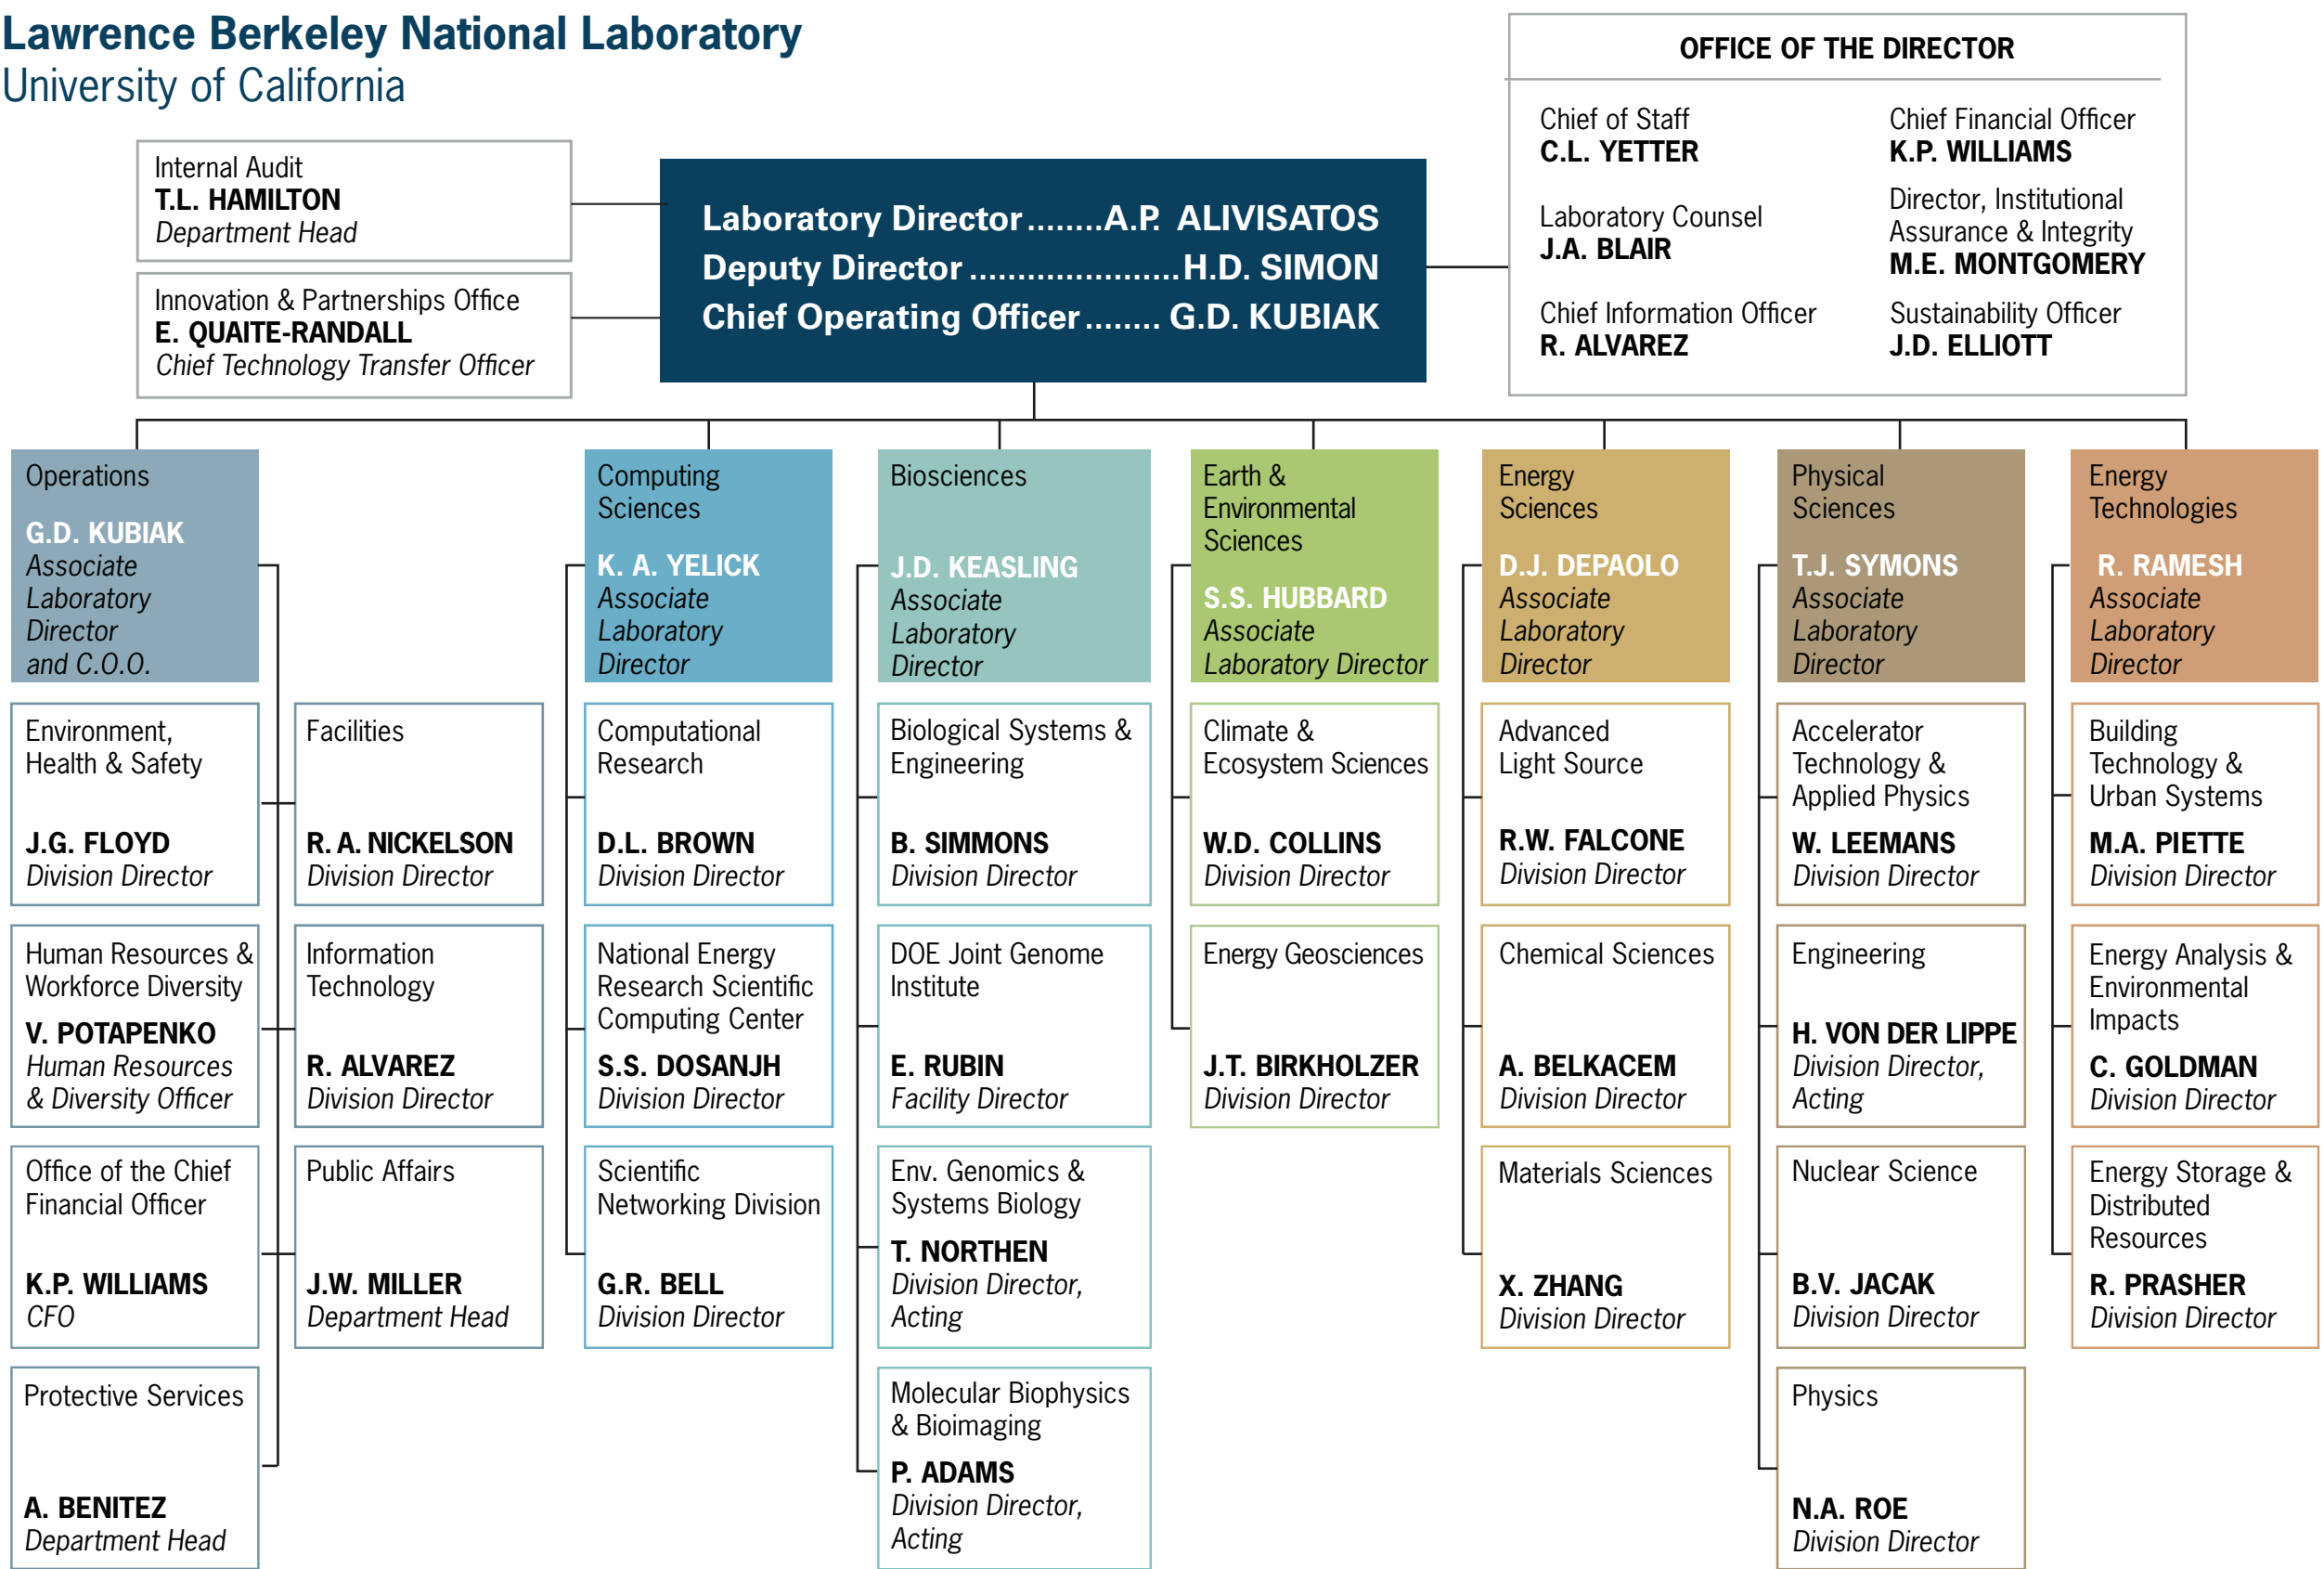 Lawrence Berkeley National Laboratory
University of California
Internal Audit
T.L. HAMILTON
Department Head
Innovation & Partnerships Office
E. QUAITE-RANDALL
Chief Technology Transfer Officer
Laboratory Director ........A.P. ALIVISATOS
Deputy Director ......................H.D. SIMON
Chief Operating Officer ........ G.D. KUBIAK
OFFICE OF THE DIRECTOR
Chief of Staff
C.L. YETTER
Laboratory Counsel
J.A. BLAIR
Chief Information Officer
R. ALVAREZ
Chief Financial Officer
K.P. WILLIAMS
Director, Institutional
Assurance & Integrity
M.E. MONTGOMERY
Sustainability Officer
J.D. ELLIOTT
Operations
G.D. KUBIAK
Associate
Laboratory
Director
and C.O.O.
Environment,
Health & Safety
J.G. FLOYD
Division Director
Facilities
R. A. NICKELSON
Division Director
Human Resources &
Workforce Diversity
V. POTAPENKO
Human Resources
& Diversity Officer
Information
Technology
R. ALVAREZ
Division Director
Office of the Chief
Financial Officer
K.P. WILLIAMS
CFO
Public Affairs
J.W. MILLER
Department Head
Protective Services
A. BENITEZ
Department Head
Computing
Sciences
K. A. YELICK
Associate
Laboratory
Director
Computational
Research
D.L. BROWN
Division Director
National Energy
Research Scientific
Computing Center
S.S. DOSANJH
Division Director
Scientific
Networking Division
G.R. BELL
Division Director
Biosciences
J.D. KEASLING
Associate
Laboratory
Director
Biological Systems &
Engineering
B. SIMMONS
Division Director
DOE Joint Genome
Institute
E. RUBIN
Facility Director
Env. Genomics &
Systems Biology
T. NORTHEN
Division Director,
Acting
Molecular Biophysics
& Bioimaging
P. ADAMS
Division Director,
Acting
Earth &
Environmental
Sciences
S.S. HUBBARD
Associate
Laboratory Director
Climate &
Ecosystem Sciences
W.D. COLLINS
Division Director
Energy Geosciences
J.T. BIRKHOLZER
Division Director
Energy
Sciences
D.J. DEPAOLO
Associate
Laboratory
Director
Advanced
Light Source
R.W. FALCONE
Division Director
Chemical Sciences
A. BELKACEM
Division Director
Materials Sciences
X. ZHANG
Division Director
Physical
Sciences
T.J. SYMONS
Associate
Laboratory
Director
Accelerator
Technology &
Applied Physics
W. LEEMANS
Division Director
Engineering
H. VON DER LIPPE
Division Director,
Acting
Nuclear Science
B.V. JACAK
Division Director
Physics
N.A. ROE
Division Director
Energy
Technologies
R. RAMESH
Associate
Laboratory
Director
Building
Technology &
Urban Systems
M.A. PIETTE
Division Director
Energy Analysis &
Environmental
Impacts
C. GOLDMAN
Division Director
Energy Storage &
Distributed
Resources
R. PRASHER
Division Director